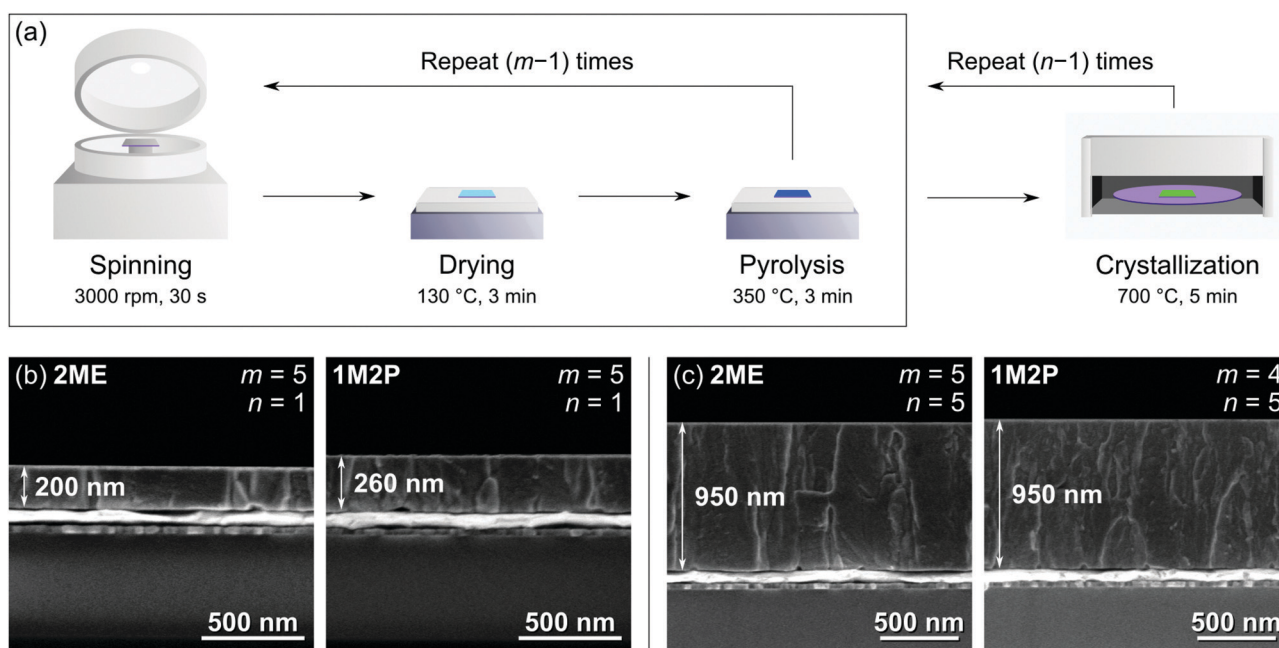 (a)
Repeat (m−1) times
Repeat (n−1) times
Spinning
3000 rpm, 30 s
Drying
130 °C, 3 min
Pyrolysis
350 °C, 3 min
Crystallization
700 °C, 5 min
(b) 2ME
m = 5
n = 1
200 nm
500 nm
1M2P
m = 5
n = 1
260 nm
500 nm
(c) 2ME
m = 5
n = 5
950 nm
500 nm
1M2P
m = 4
n = 5
950 nm
500 nm